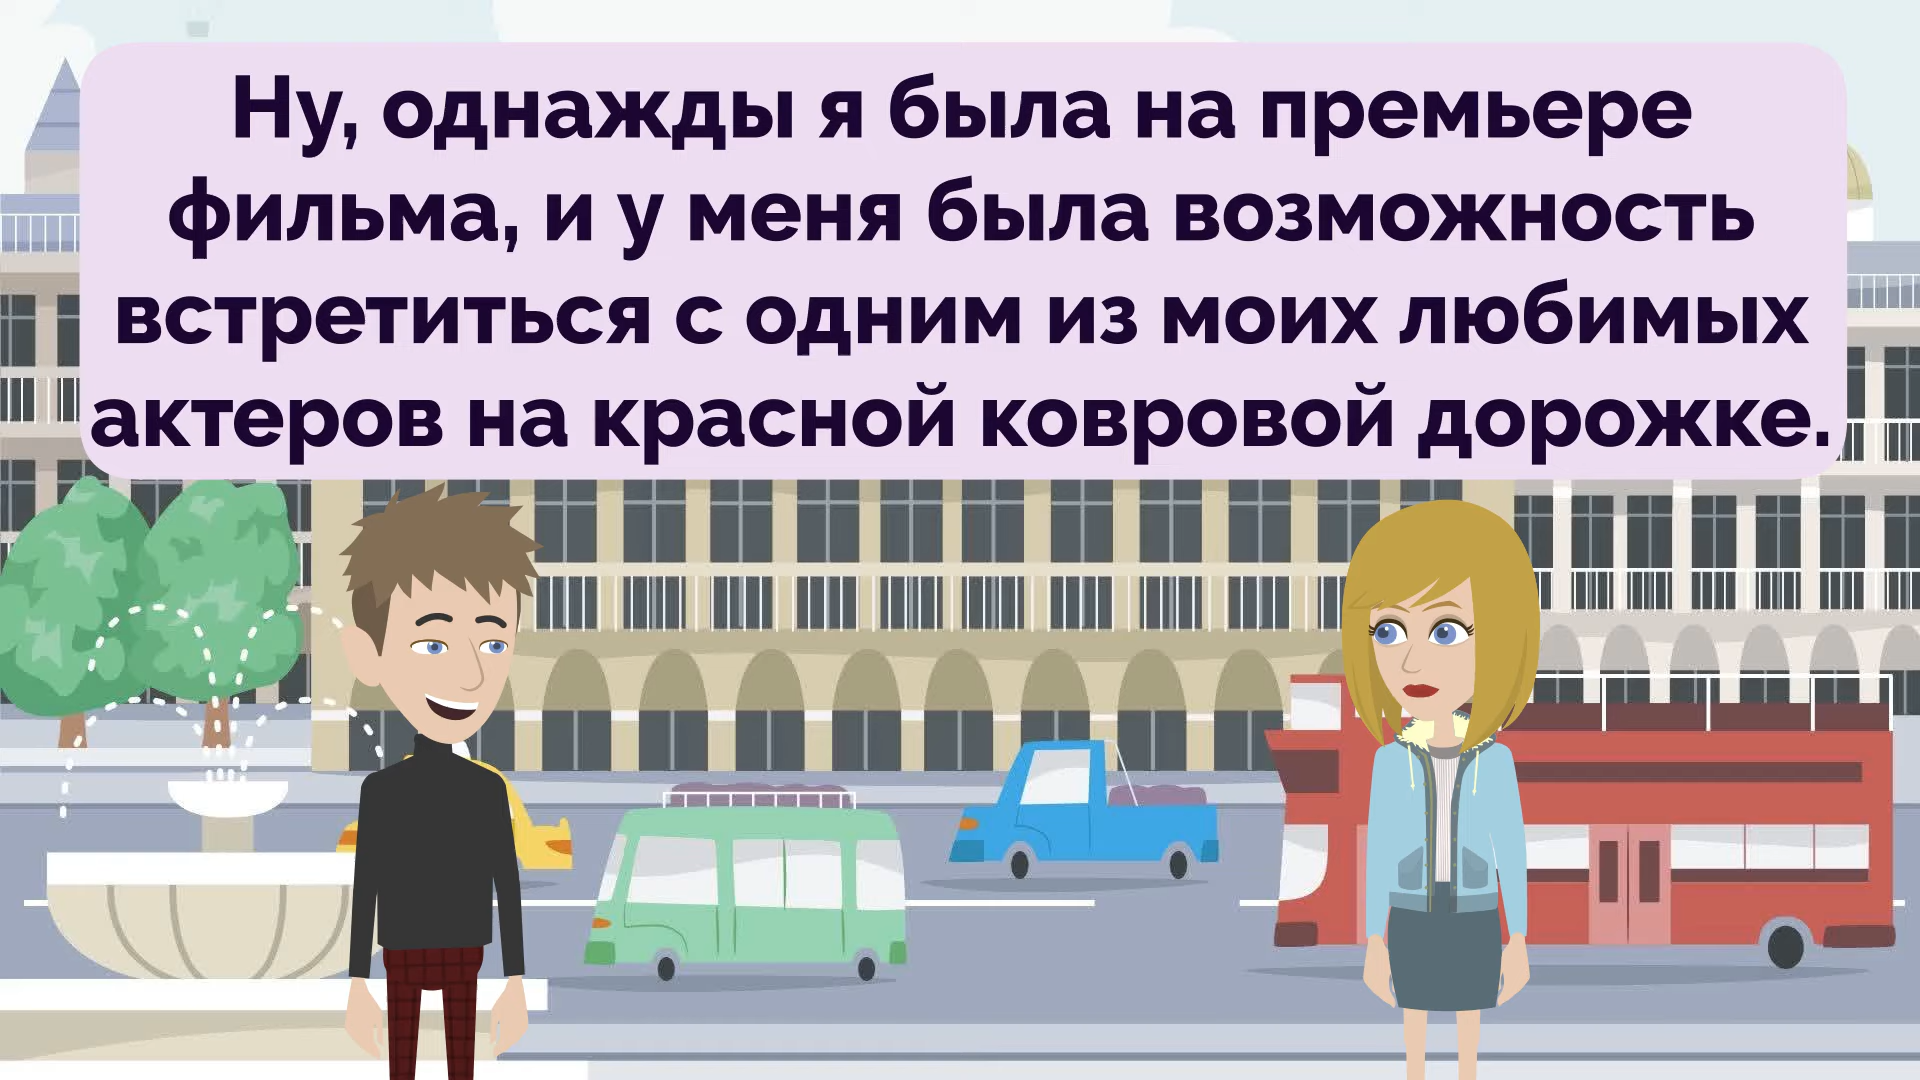 Ну, однажды я была на премьере
фильма, и у меня была возможность
встретиться с одним из моих любимых
актеров на красной ковровой дорожке.